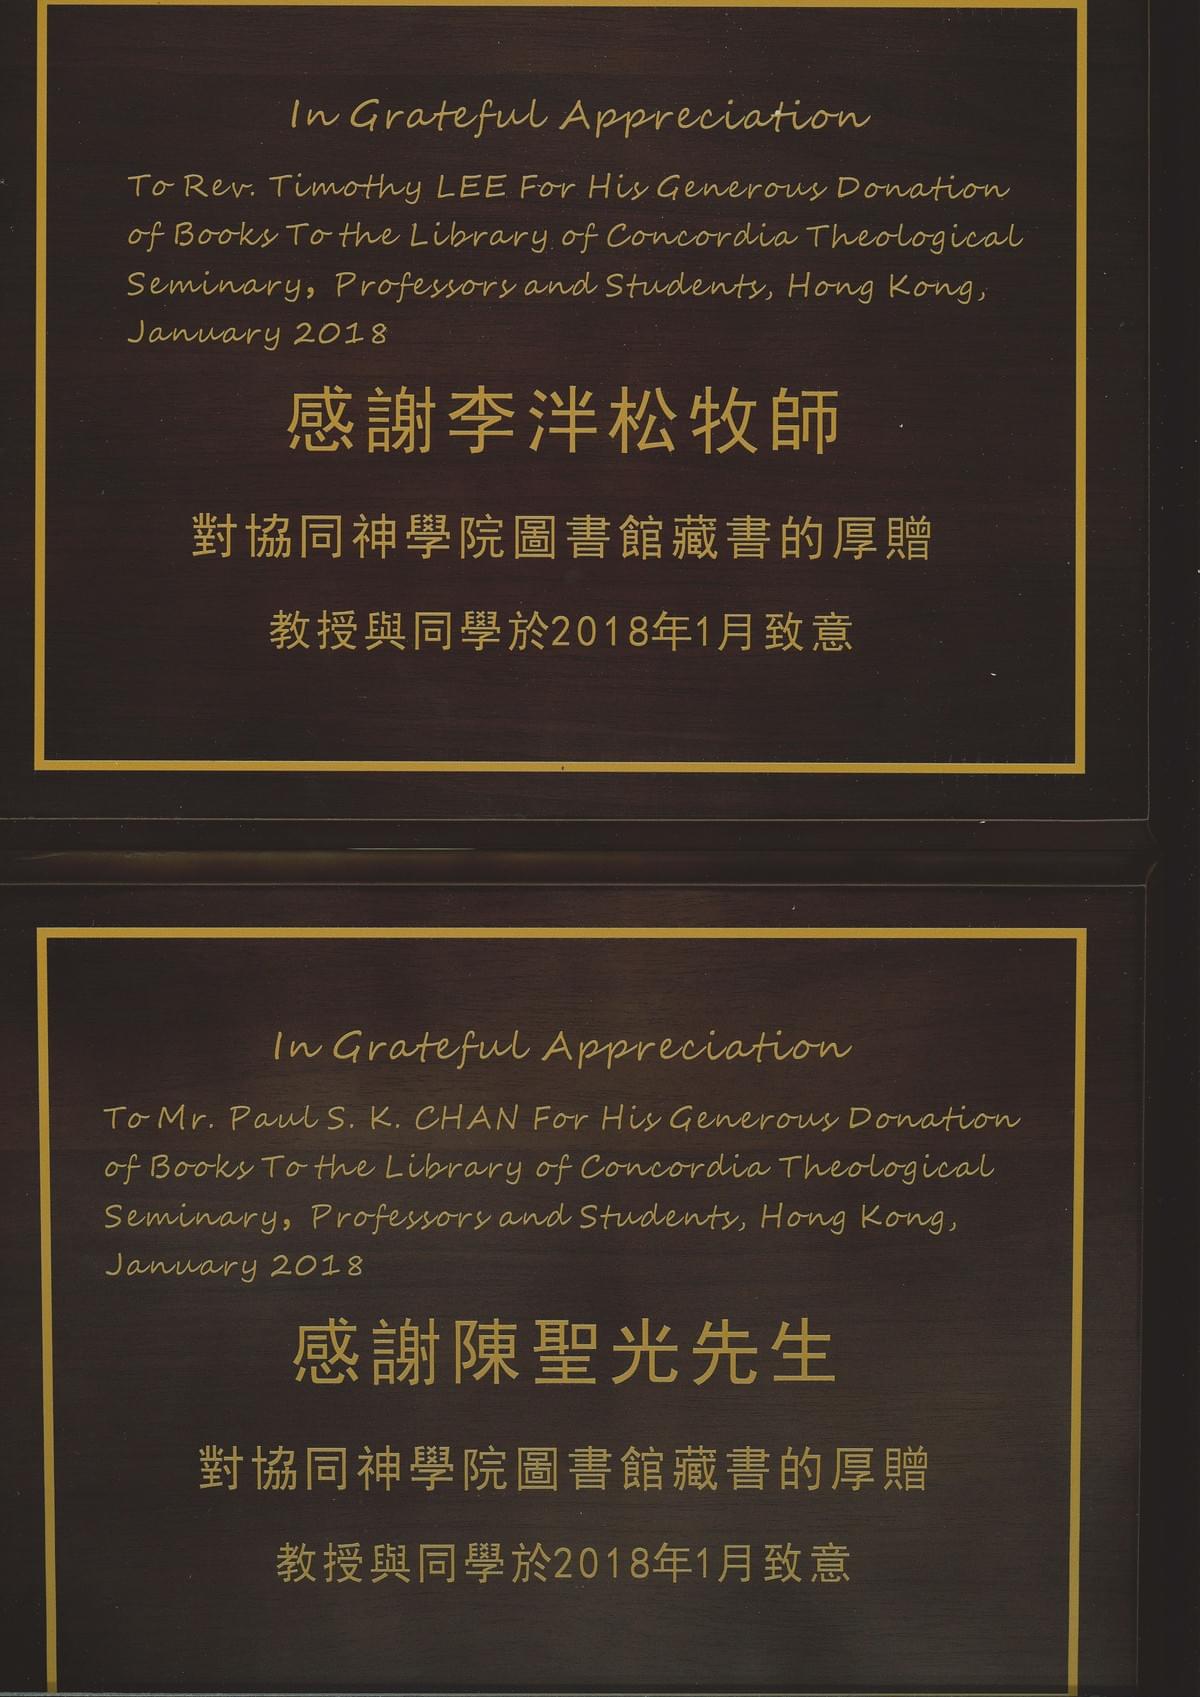 In Grateful Appreciation
To Rev. Timothy LEE For His Generous Donation
of Books To the Library of Concordia Theological
Seminary, Professors and Students, Hong Kong,
January 2018
感謝李泮松牧師
對協同神學院圖書館藏書的厚贈
教授與同學於2018年1月致意
In Grateful Appreciation
To Mr. Paul S. K. CHAN For His Generous Donation
of Books To the Library of Concordia Theological
Seminary, Professors and Students, Hong Kong,
January 2018
感謝陳聖光先生
對協同神學院圖書館藏書的厚贈
教授與同學於2018年1月致意